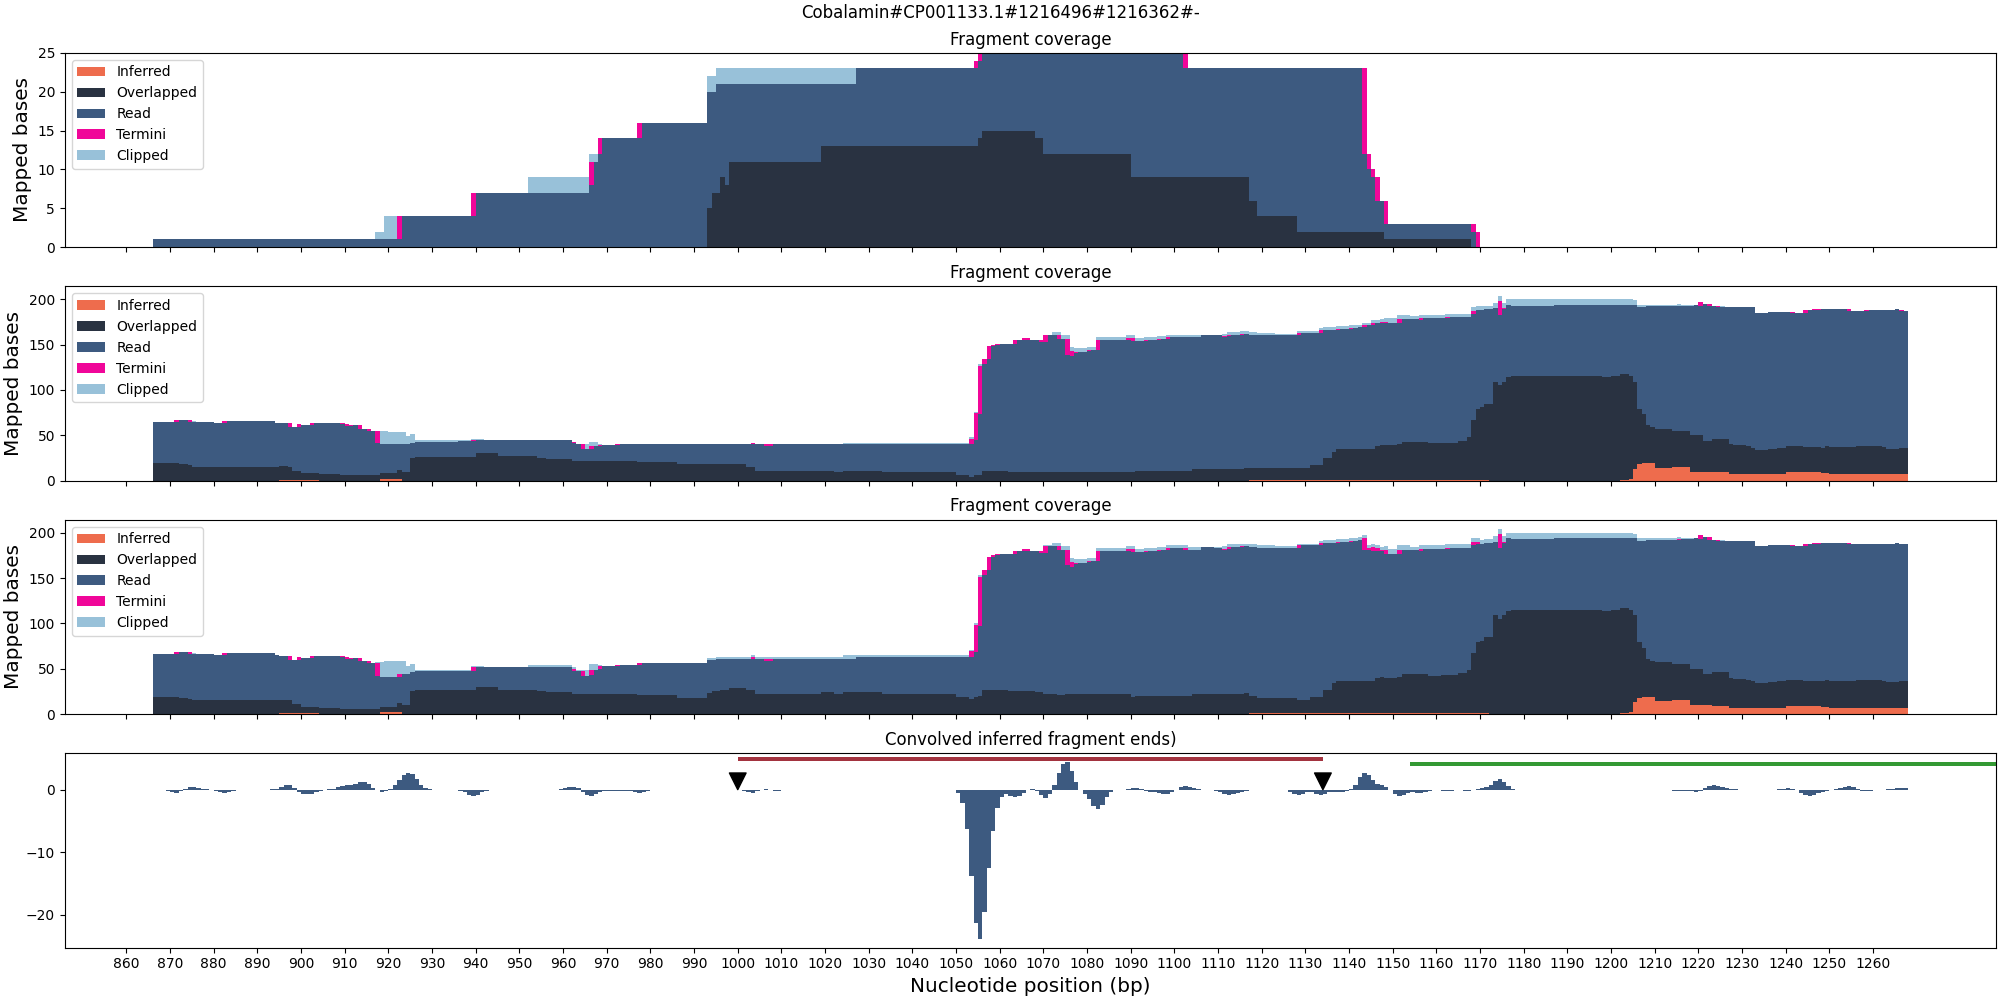 Cobalamin#CP001133.1#1216496#1216362#-
Fragment coverage
Mapped bases
25
20
15
10
5
0
Inferred
Overlapped
Read
Termini
Clipped
Fragment coverage
Mapped bases
200
150
100
50
0
Inferred
Overlapped
Read
Termini
Clipped
Fragment coverage
Mapped bases
200
150
100
50
0
Inferred
Overlapped
Read
Termini
Clipped
Convolved inferred fragment ends)
0
−10
−20
860 870 880 890 900 910 920 930 940 950 960 970 980 990 1000 1010 1020 1030 1040 1050 1060 1070 1080 1090 1100 1110 1120 1130 1140 1150 1160 1170 1180 1190 1200 1210 1220 1230 1240 1250 1260
Nucleotide position (bp)